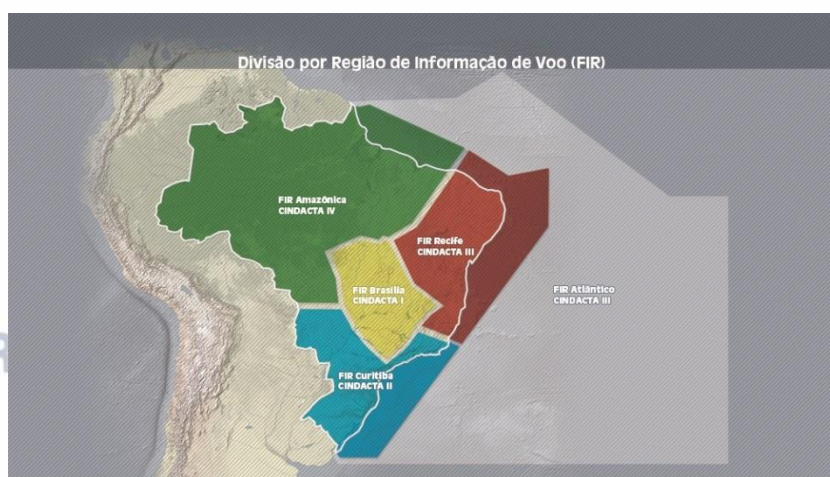 Divisão por Região de Informação de Voo (FIR)
FIR Amazônica
CINDACTA IV
FIR Recife
CINDACTA III
FIR Brasília
CINDACTA I
FIR Atlântico
CINDACTA III
FIR Curitiba
CINDACTA II